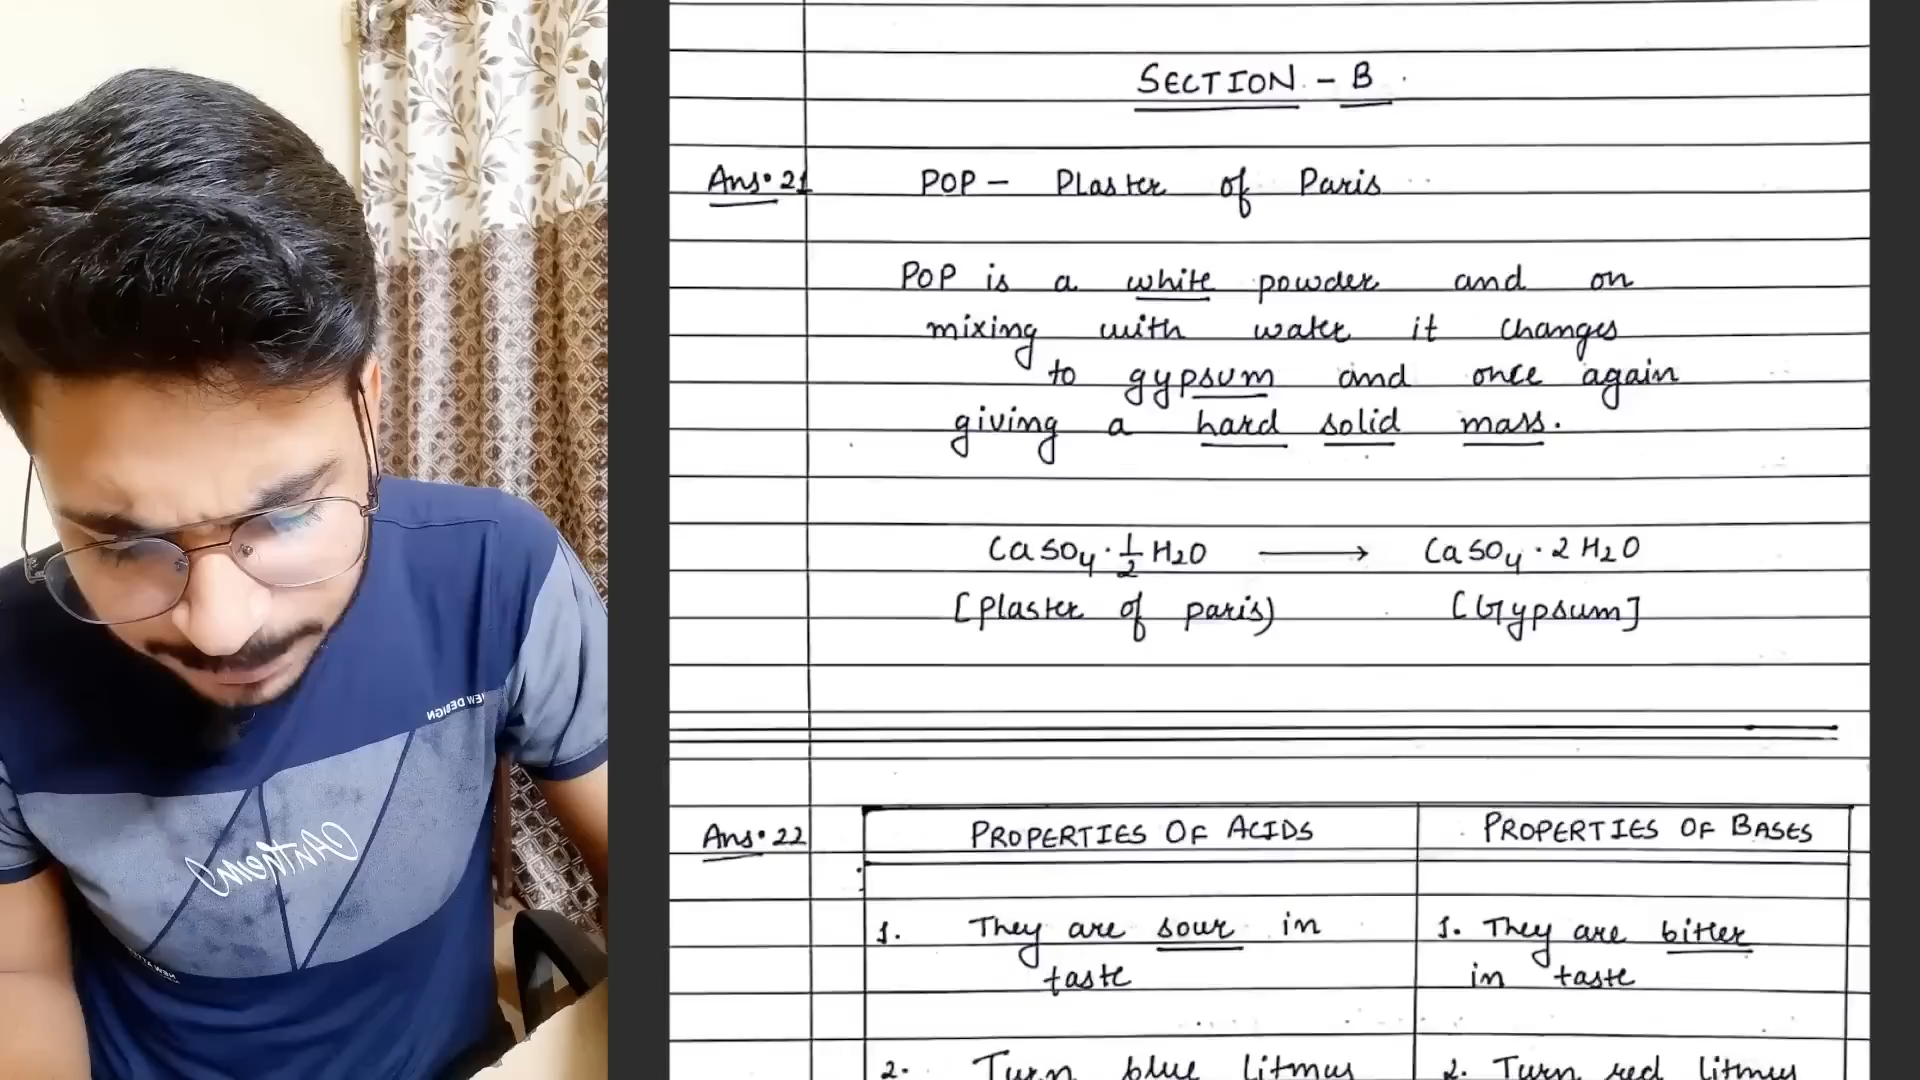 SECTION - B
Ans. 21
POP - Plaster of Paris
POP is a white powder and on
mixing with water it changes
to gypsum and once again
giving a hard solid mass.
CaSO4 · 1/2 H2O ⟶ CaSO4 · 2 H2O
[Plaster of paris) [Gypsum]
Ans. 22
PROPERTIES OF ACIDS
PROPERTIES OF BASES
1. They are sour in
taste
1. They are bitter
in taste
2. Turn blue litmus
2. Turn red litmus
NEW DESIGN